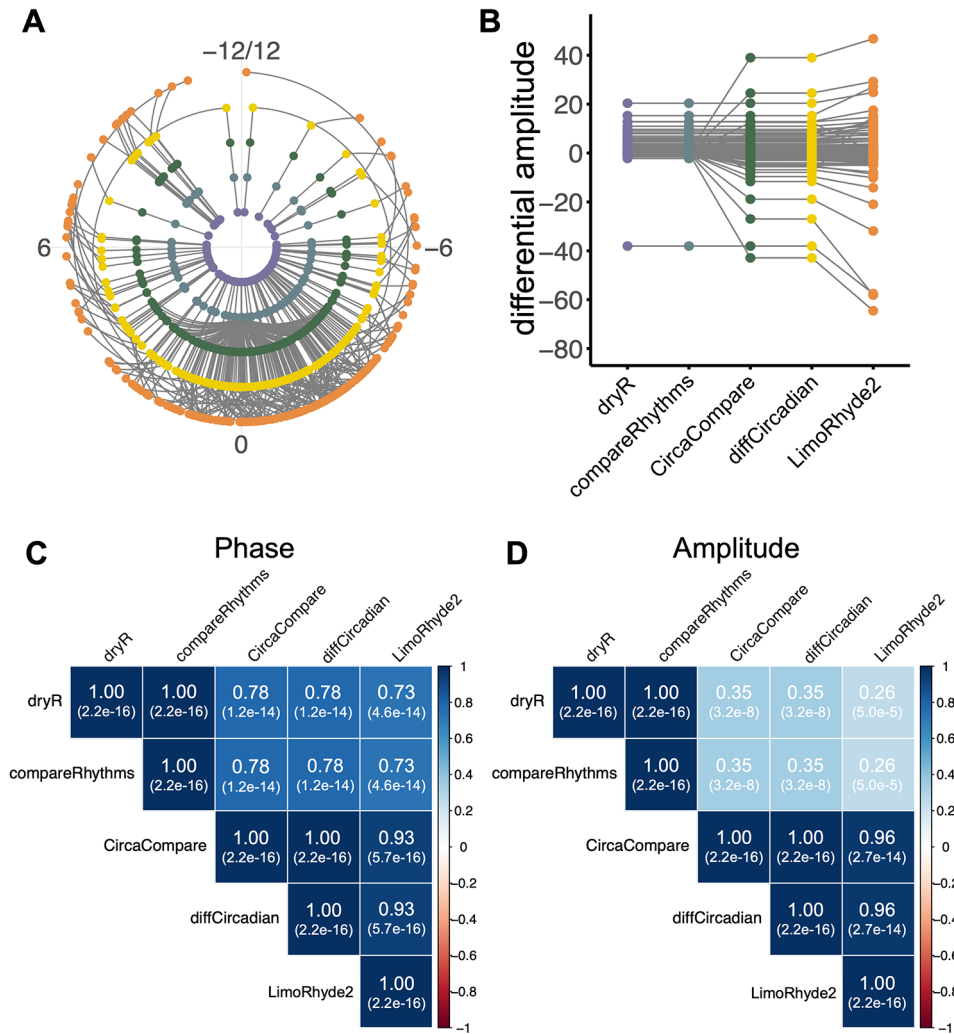 A
−12/12
6
−6
0
B
differential amplitude
40
20
0
−20
−40
−60
−80
dryR
compareRhythms
CircaCompare
diffCircadian
LimoRhyde2
C
Phase
dryR
compareRhythms
CircaCompare
diffCircadian
LimoRhyde2
dryR
1.00 1.00 0.78 0.78 0.73
(2.2e-16) (2.2e-16) (1.2e-14) (1.2e-14) (4.6e-14)
compareRhythms
1.00 0.78 0.78 0.73
(2.2e-16) (1.2e-14) (1.2e-14) (4.6e-14)
CircaCompare
1.00 1.00 0.93
(2.2e-16) (2.2e-16) (5.7e-16)
diffCircadian
1.00 0.93
(2.2e-16) (5.7e-16)
LimoRhyde2
1.00
(2.2e-16)
1
0.8
0.6
0.4
0.2
0
−0.2
−0.4
−0.6
−0.8
−1
D
Amplitude
dryR
compareRhythms
CircaCompare
diffCircadian
LimoRhyde2
dryR
1.00 1.00 0.35 0.35 0.26
(2.2e-16) (2.2e-16) (3.2e-8) (3.2e-8) (5.0e-5)
compareRhythms
1.00 0.35 0.35 0.26
(2.2e-16) (3.2e-8) (3.2e-8) (5.0e-5)
CircaCompare
1.00 1.00 0.96
(2.2e-16) (2.2e-16) (2.7e-14)
diffCircadian
1.00 0.96
(2.2e-16) (2.7e-14)
LimoRhyde2
1.00
(2.2e-16)
1
0.8
0.6
0.4
0.2
0
−0.2
−0.4
−0.6
−0.8
−1